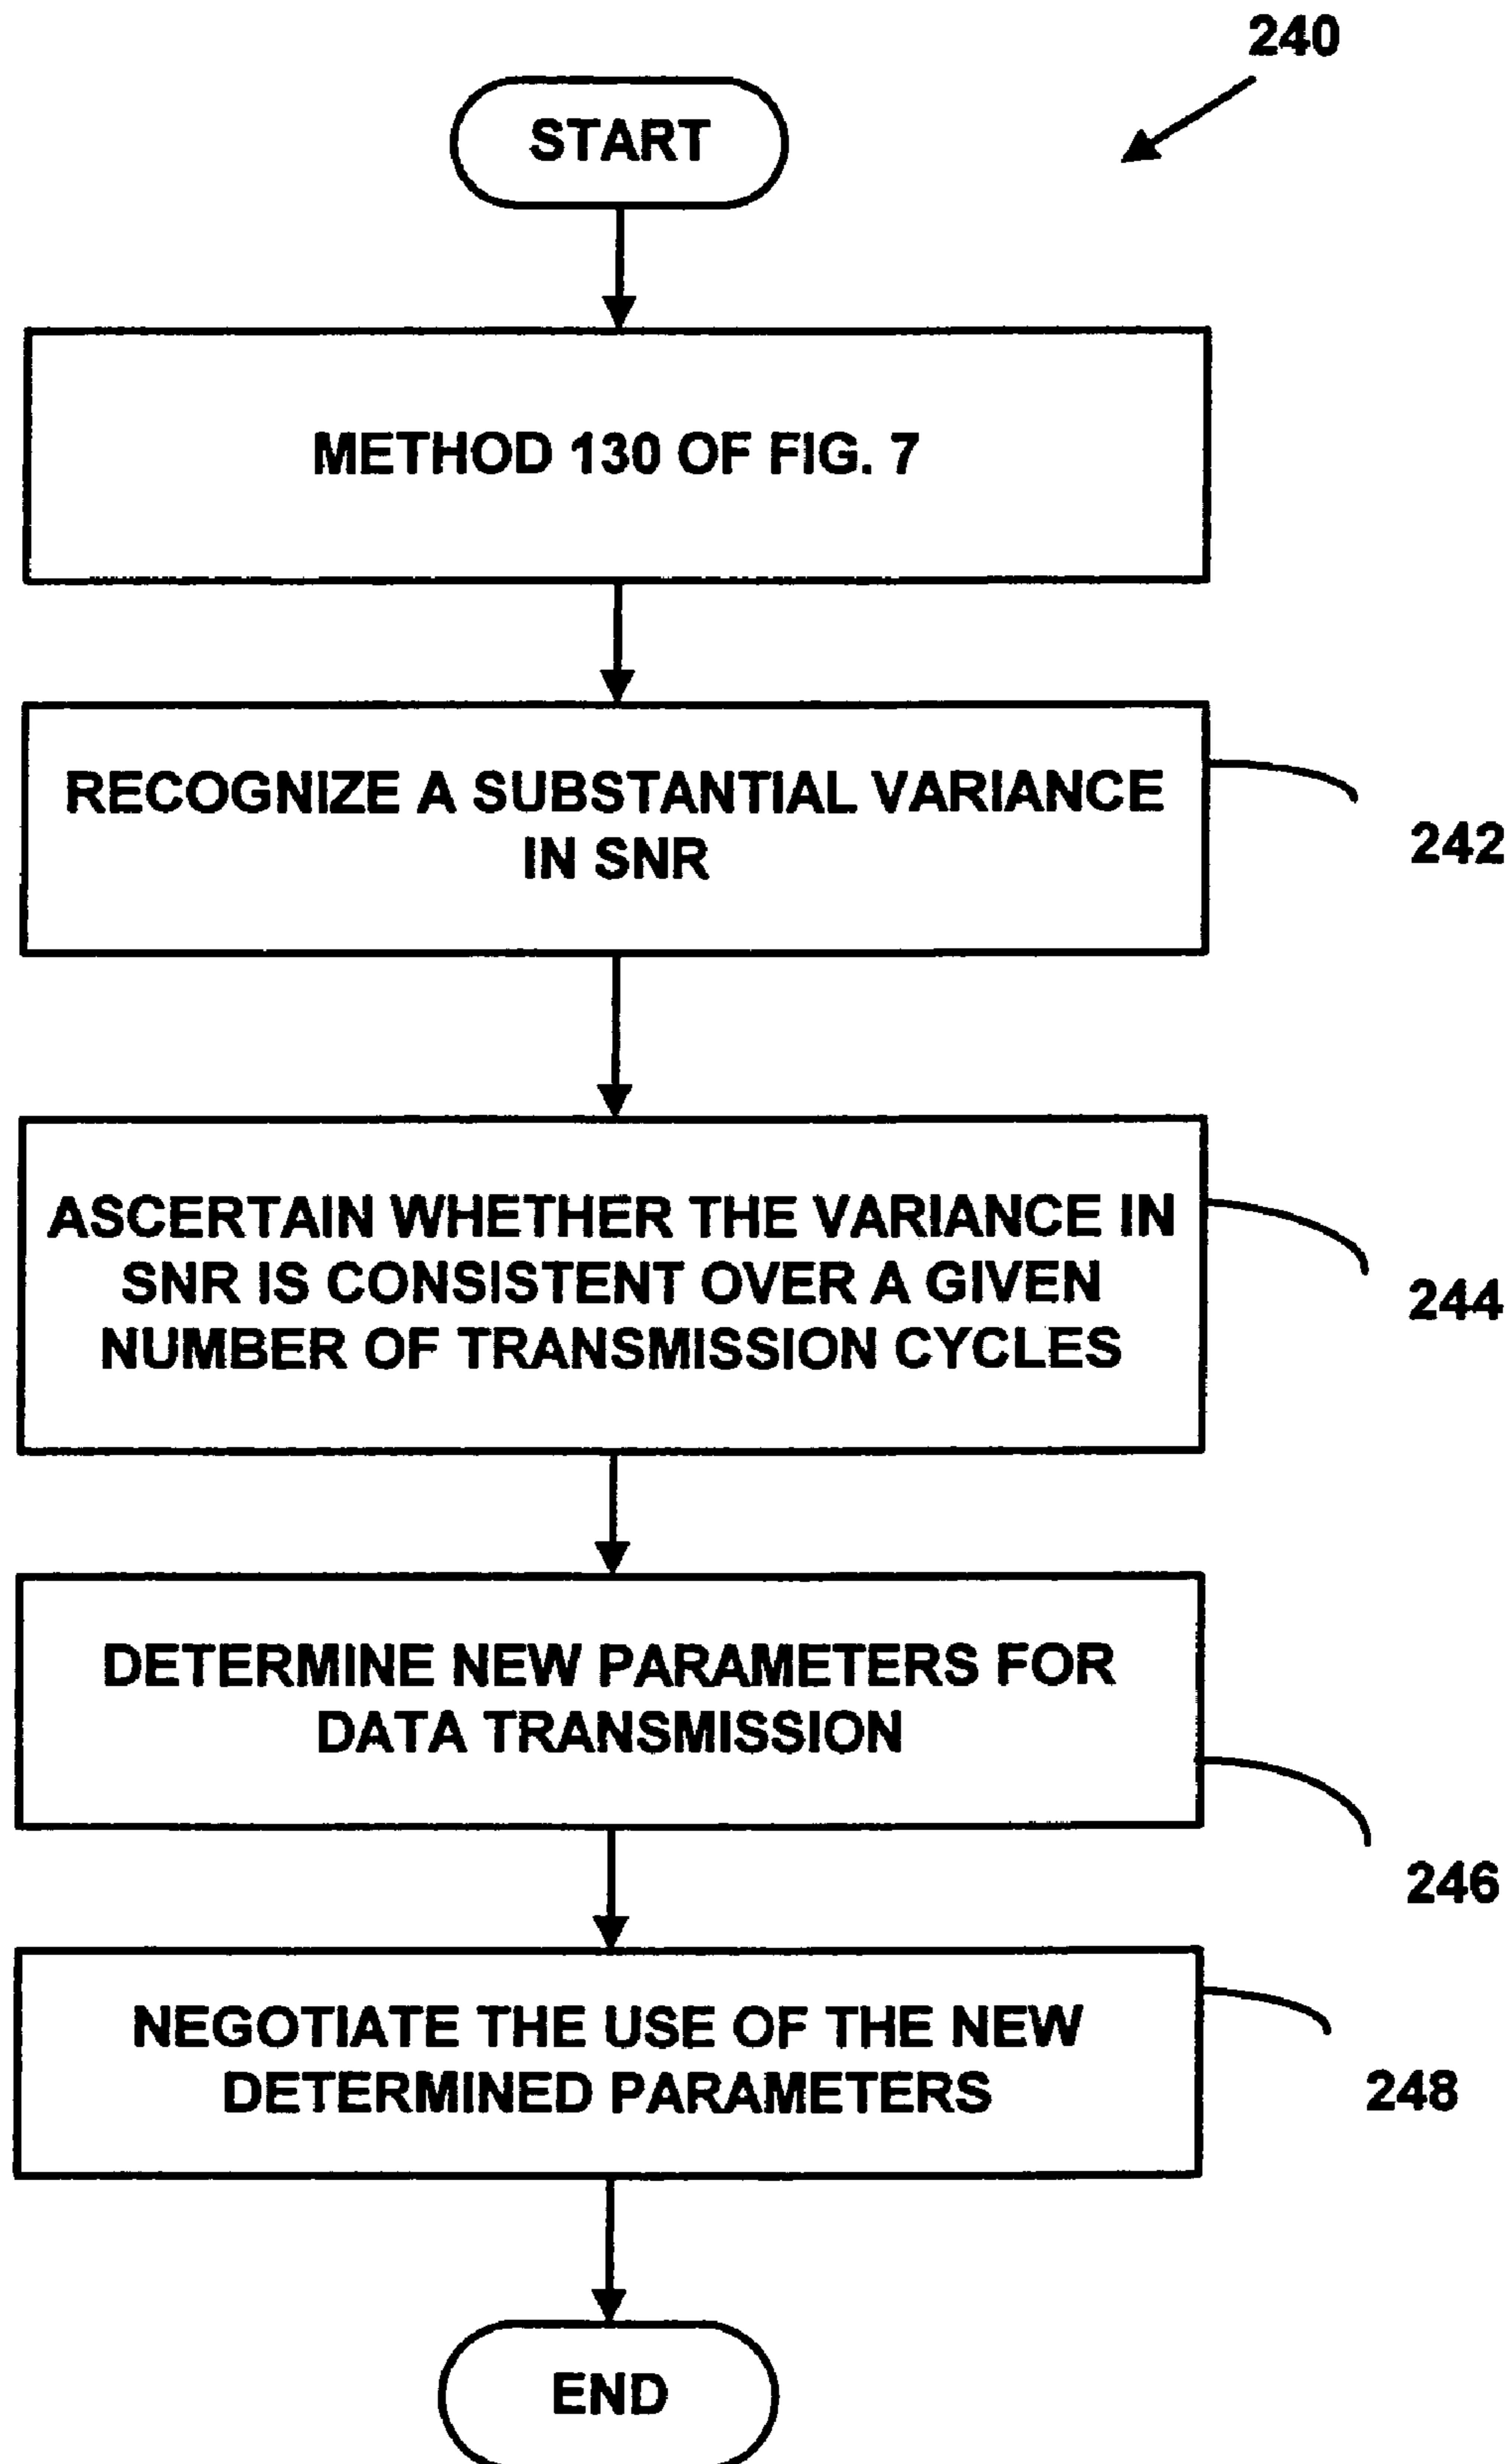 240
START
METHOD 130 OF FIG. 7
RECOGNIZE A SUBSTANTIAL VARIANCE
IN SNR
242
ASCERTAIN WHETHER THE VARIANCE IN
SNR IS CONSISTENT OVER A GIVEN
NUMBER OF TRANSMISSION CYCLES
244
DETERMINE NEW PARAMETERS FOR
DATA TRANSMISSION
246
NEGOTIATE THE USE OF THE NEW
DETERMINED PARAMETERS
248
END